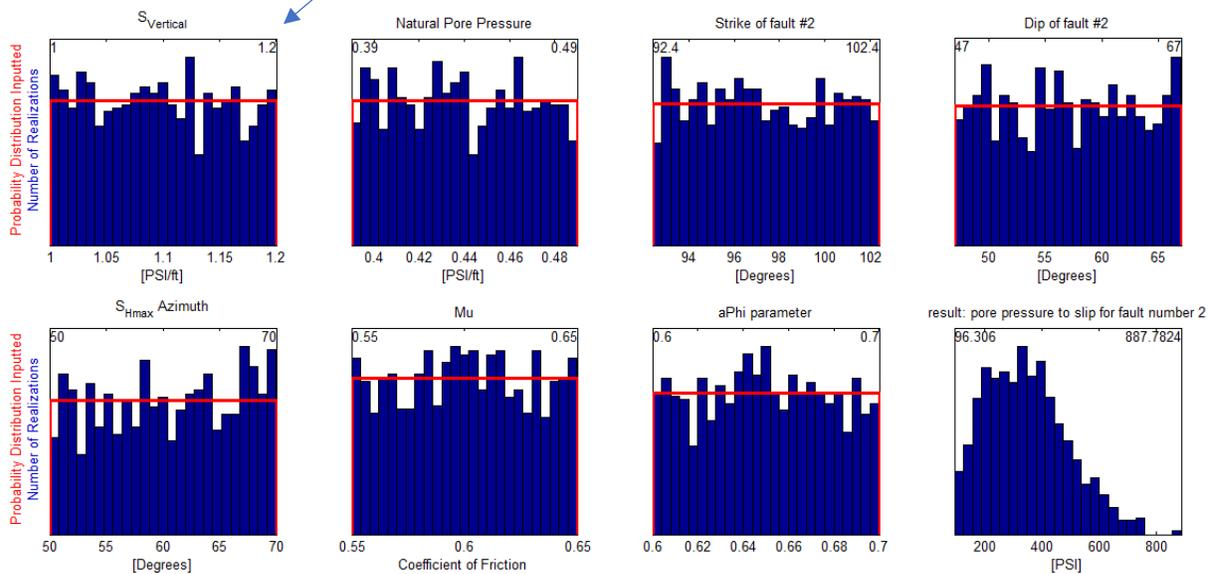 S_Vertical
1 1.2
1 1.05 1.1 1.15 1.2
[PSI/ft]
Probability Distribution Inputted
Number of Realizations
Natural Pore Pressure
0.39 0.49
0.4 0.42 0.44 0.46 0.48
[PSI/ft]
Strike of fault #2
92.4 102.4
94 96 98 100 102
[Degrees]
Dip of fault #2
47 67
50 55 60 65
[Degrees]
S_Hmax Azimuth
50 70
50 55 60 65 70
[Degrees]
Probability Distribution Inputted
Number of Realizations
Mu
0.55 0.65
0.55 0.6 0.65
Coefficient of Friction
aPhi parameter
0.6 0.7
0.6 0.62 0.64 0.66 0.68 0.7
result: pore pressure to slip for fault number 2
96.306 887.7824
200 400 600 800
[PSI]